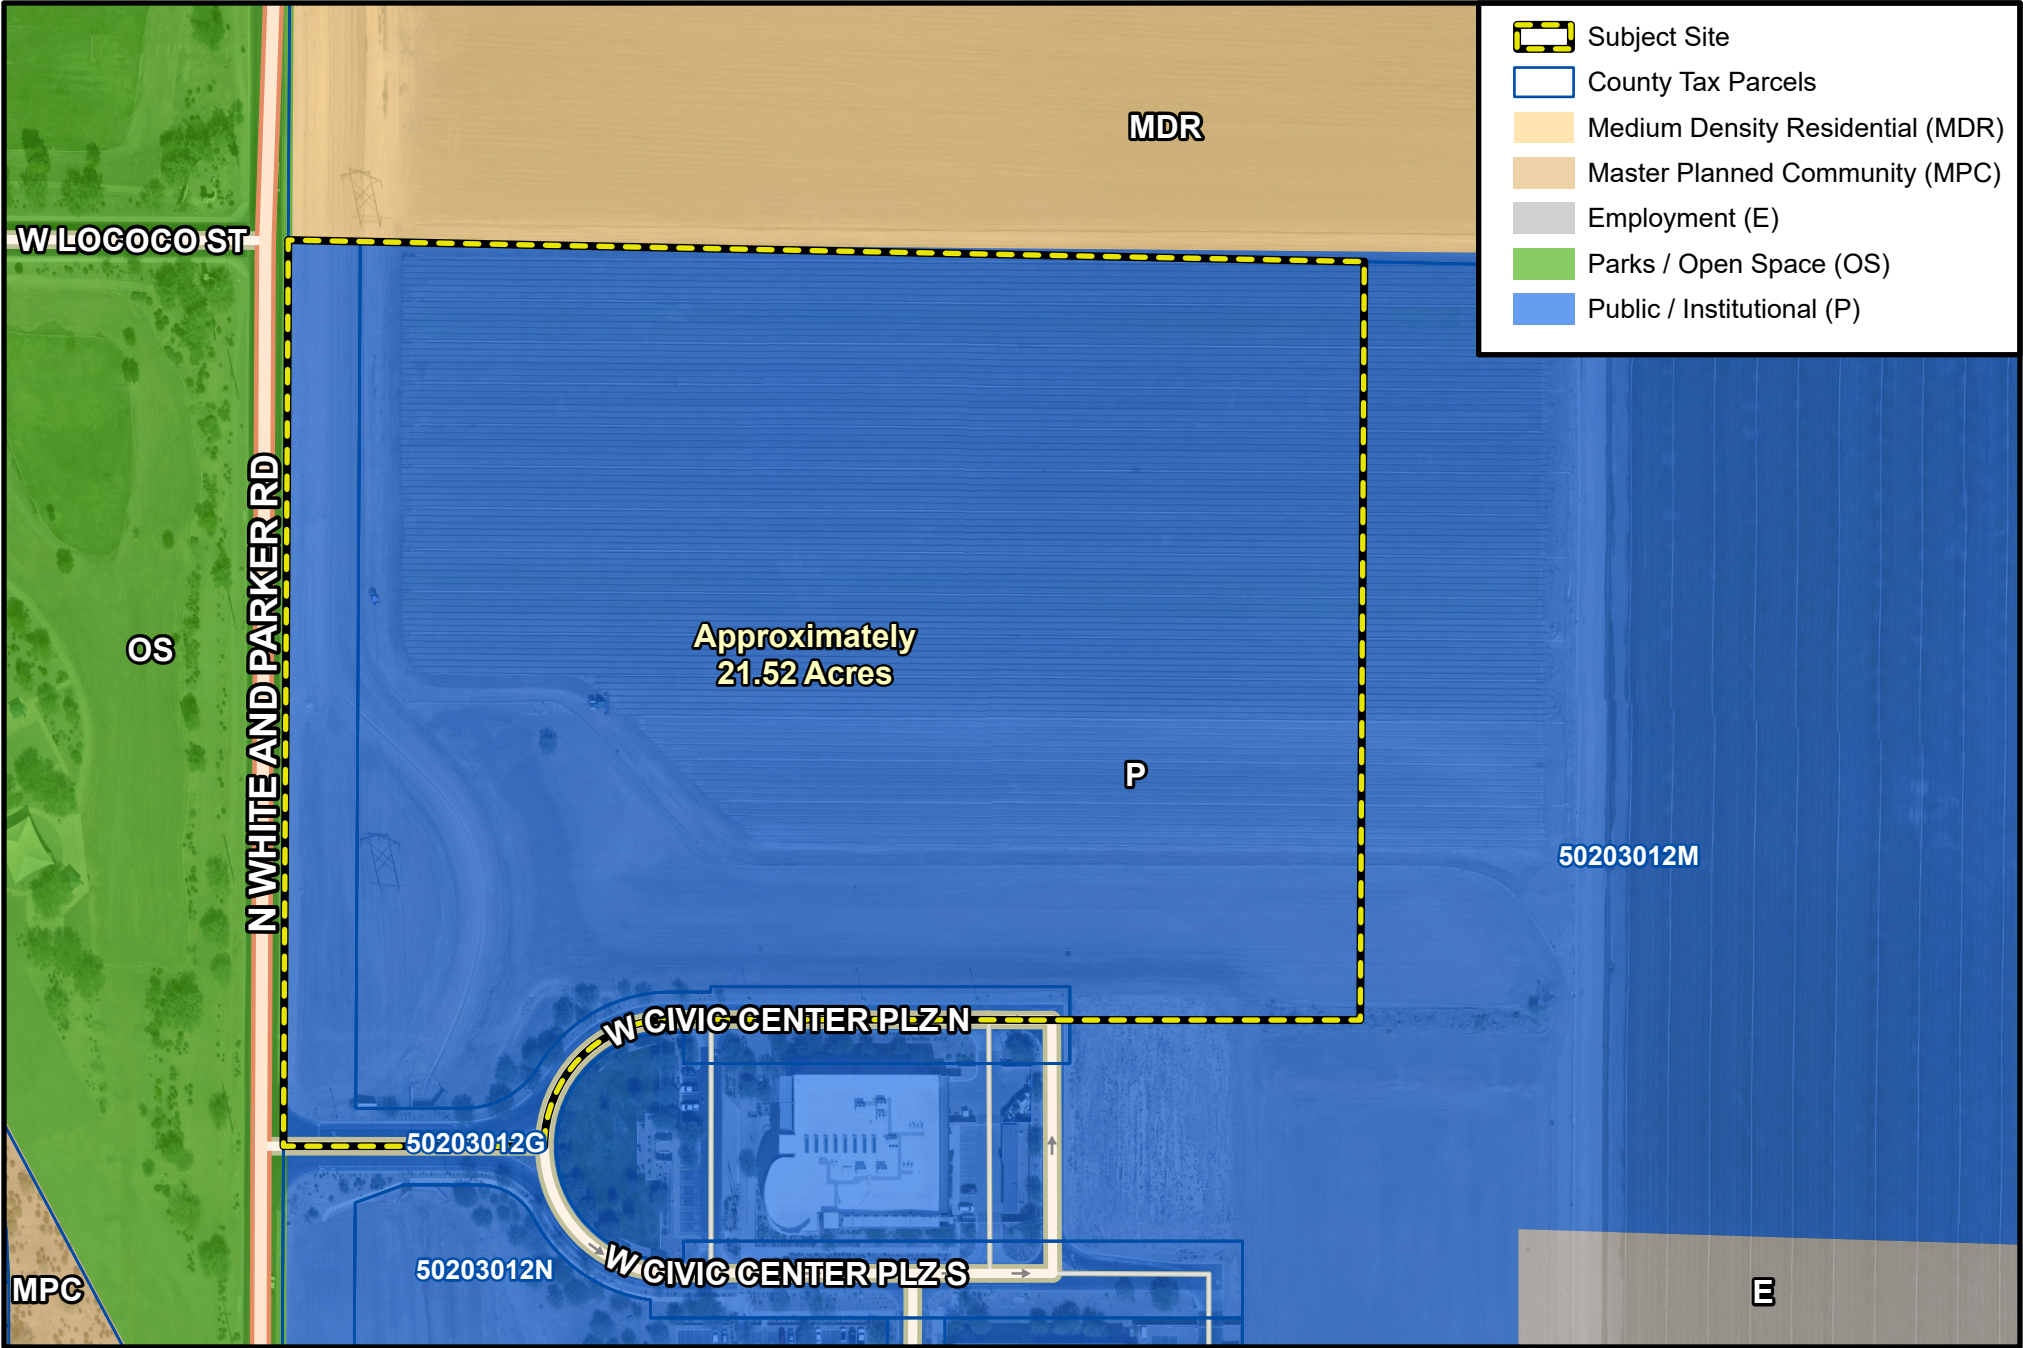 Subject Site
County Tax Parcels
Medium Density Residential (MDR)
Master Planned Community (MPC)
Employment (E)
Parks / Open Space (OS)
Public / Institutional (P)
MDR
W LOCOCO ST
N WHITE AND PARKER RD
OS
Approximately
21.52 Acres
P
50203012M
W CIVIC CENTER PLZ N
50203012G
50203012N
W CIVIC CENTER PLZ S
MPC
E